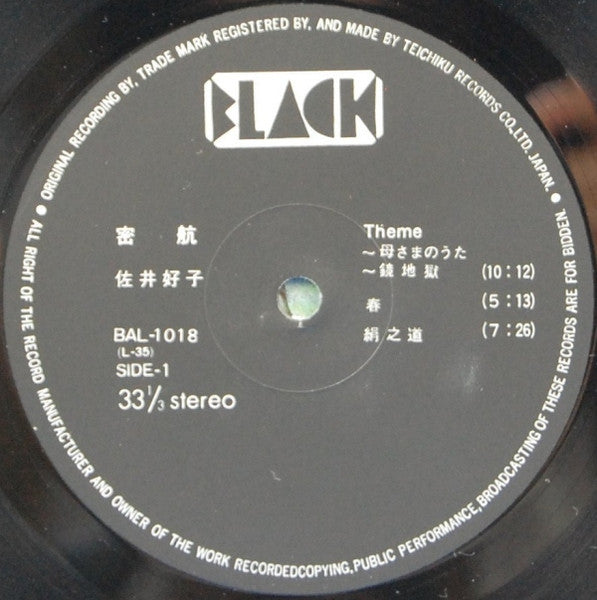 ● ORIGINAL RECORDING BY, TRADE MARK REGISTERED BY, AND MADE BY TEICHIKU RECORDS CO., LTD. JAPAN. ●
BLACK
密航
佐井好子
BAL-1018
(L-35)
SIDE-1
33 1/3 stereo
Theme
~母さまのうた
~鏡地獄 (10:12)
春 (5:13)
絹之道 (7:26)
ALL RIGHT OF THE RECORD MANUFACTURER AND OWNER OF THE WORK RECORDEDCOPYING, PUBLIC PERFORMANCE, BROADCASTING OF THESE RECORDS ARE FOR BIDDEN.